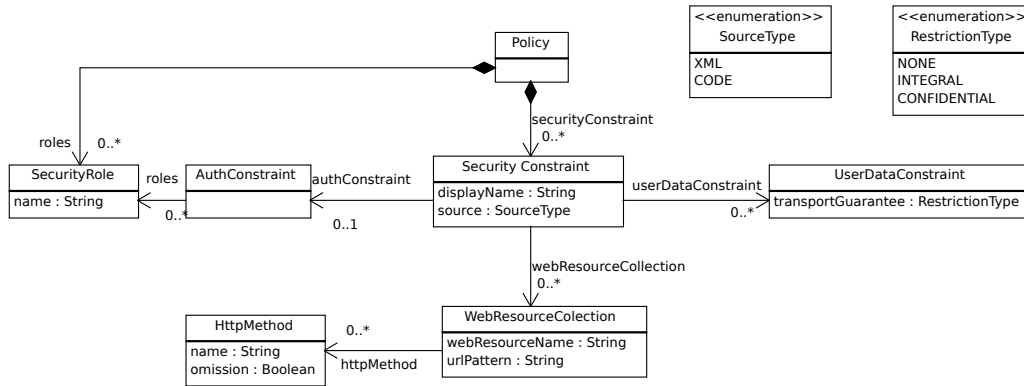 <<enumeration>>
SourceType
XML
CODE
<<enumeration>>
RestrictionType
NONE
INTEGRAL
CONFIDENTIAL
Policy
securityConstraint
0..*
roles
0..*
SecurityRole
name : String
roles
0..*
AuthConstraint
authConstraint
0..1
Security Constraint
displayName : String
source : SourceType
userDataConstraint
0..*
UserDataConstraint
transportGuarantee : RestrictionType
webResourceCollection
0..*
HttpMethod
name : String
omission : Boolean
0..*
httpMethod
WebResourceColection
webResourceName : String
urlPattern : String